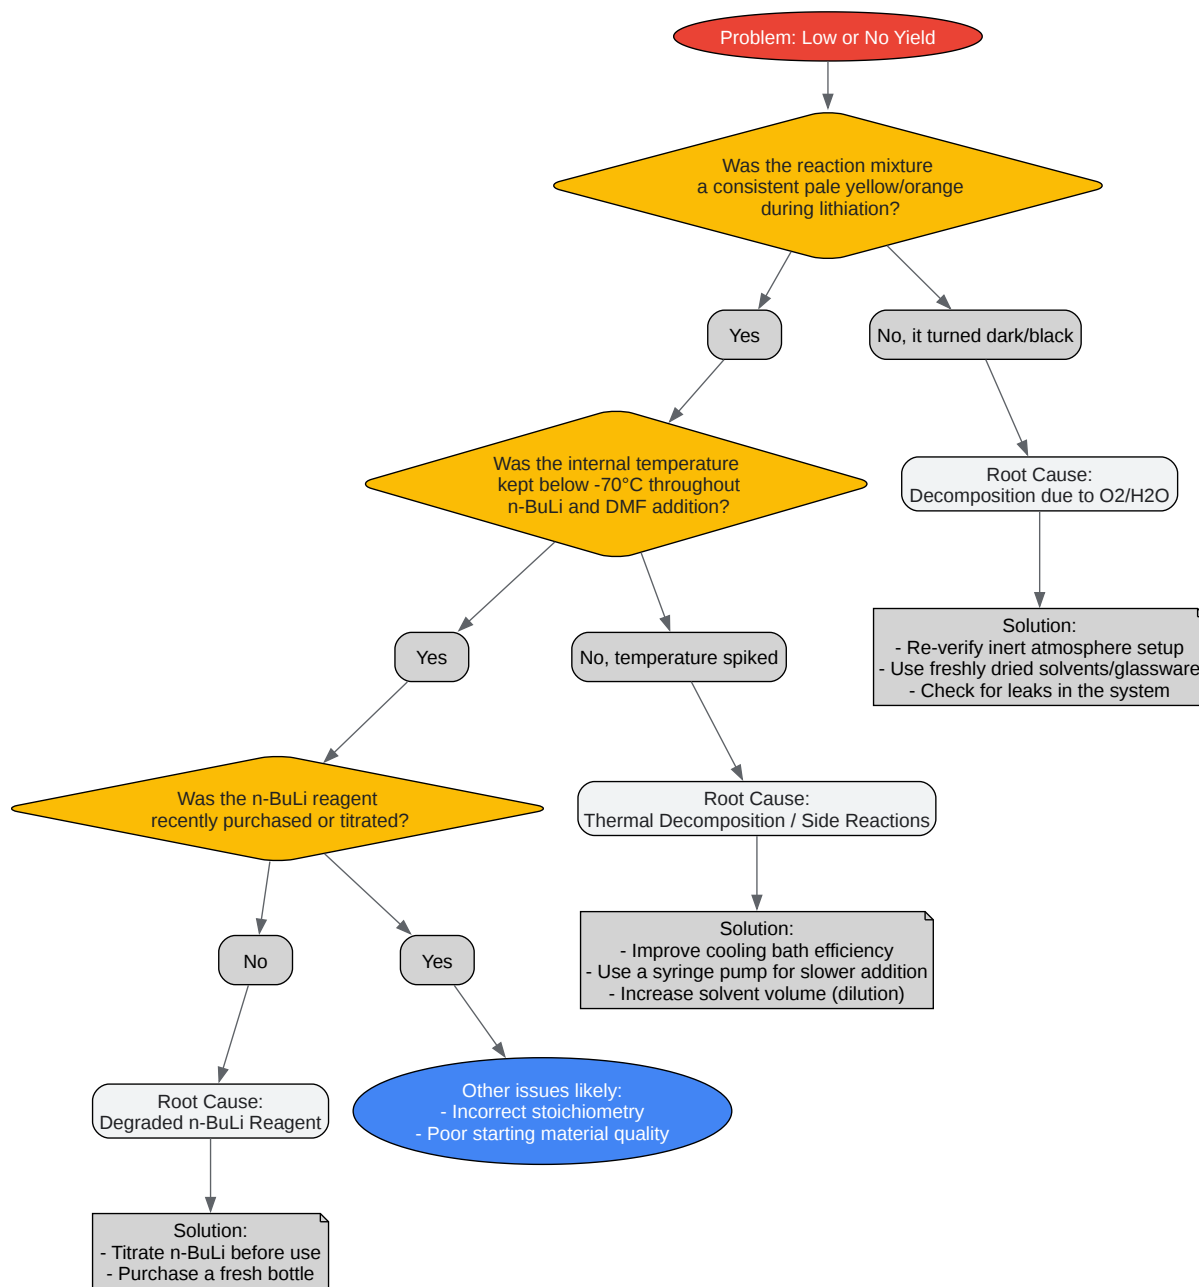 Problem: Low or No Yield
Was the reaction mixture
a consistent pale yellow/orange
during lithiation?
Yes
No, it turned dark/black
Was the internal temperature
kept below -70°C throughout
n-BuLi and DMF addition?
Root Cause:
Decomposition due to O2/H2O
Solution:
- Re-verify inert atmosphere setup
- Use freshly dried solvents/glassware
- Check for leaks in the system
Yes
No, temperature spiked
Was the n-BuLi reagent
recently purchased or titrated?
Root Cause:
Thermal Decomposition / Side Reactions
Solution:
- Improve cooling bath efficiency
- Use a syringe pump for slower addition
- Increase solvent volume (dilution)
No
Yes
Root Cause:
Degraded n-BuLi Reagent
Other issues likely:
- Incorrect stoichiometry
- Poor starting material quality
Solution:
- Titrate n-BuLi before use
- Purchase a fresh bottle